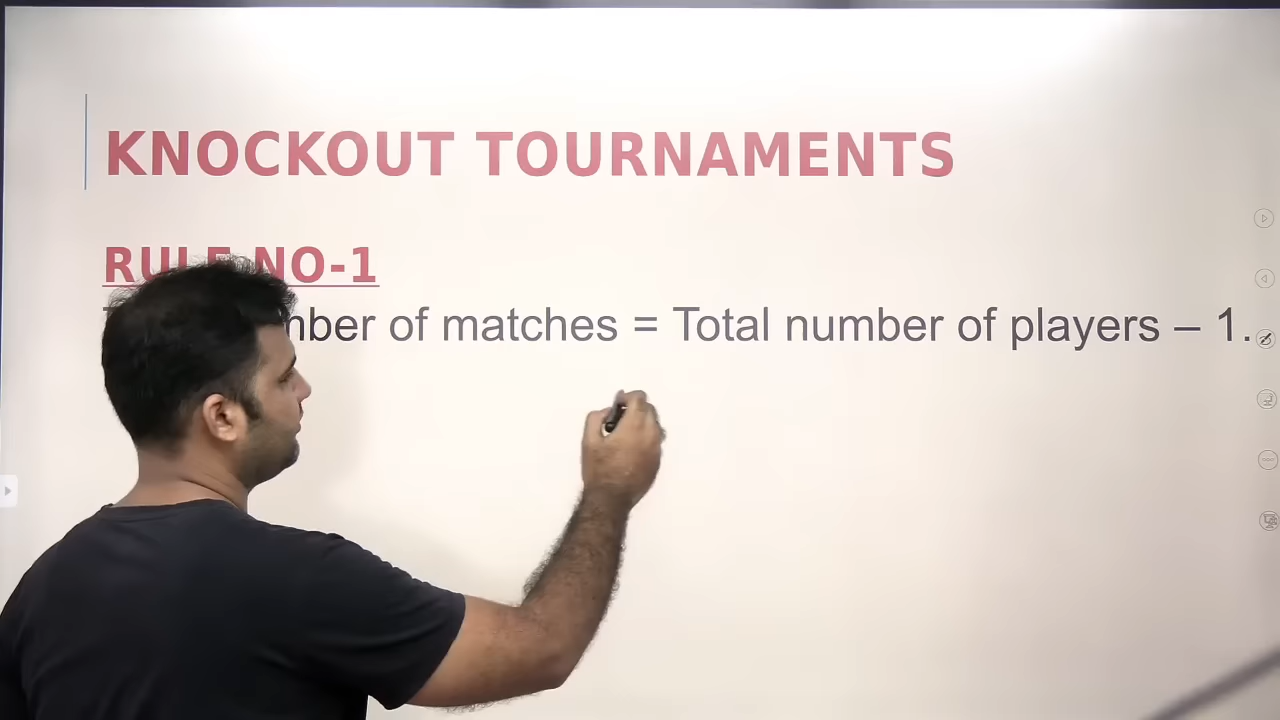 KNOCKOUT TOURNAMENTS
RULE NO-1
of matches = Total number of players – 1.